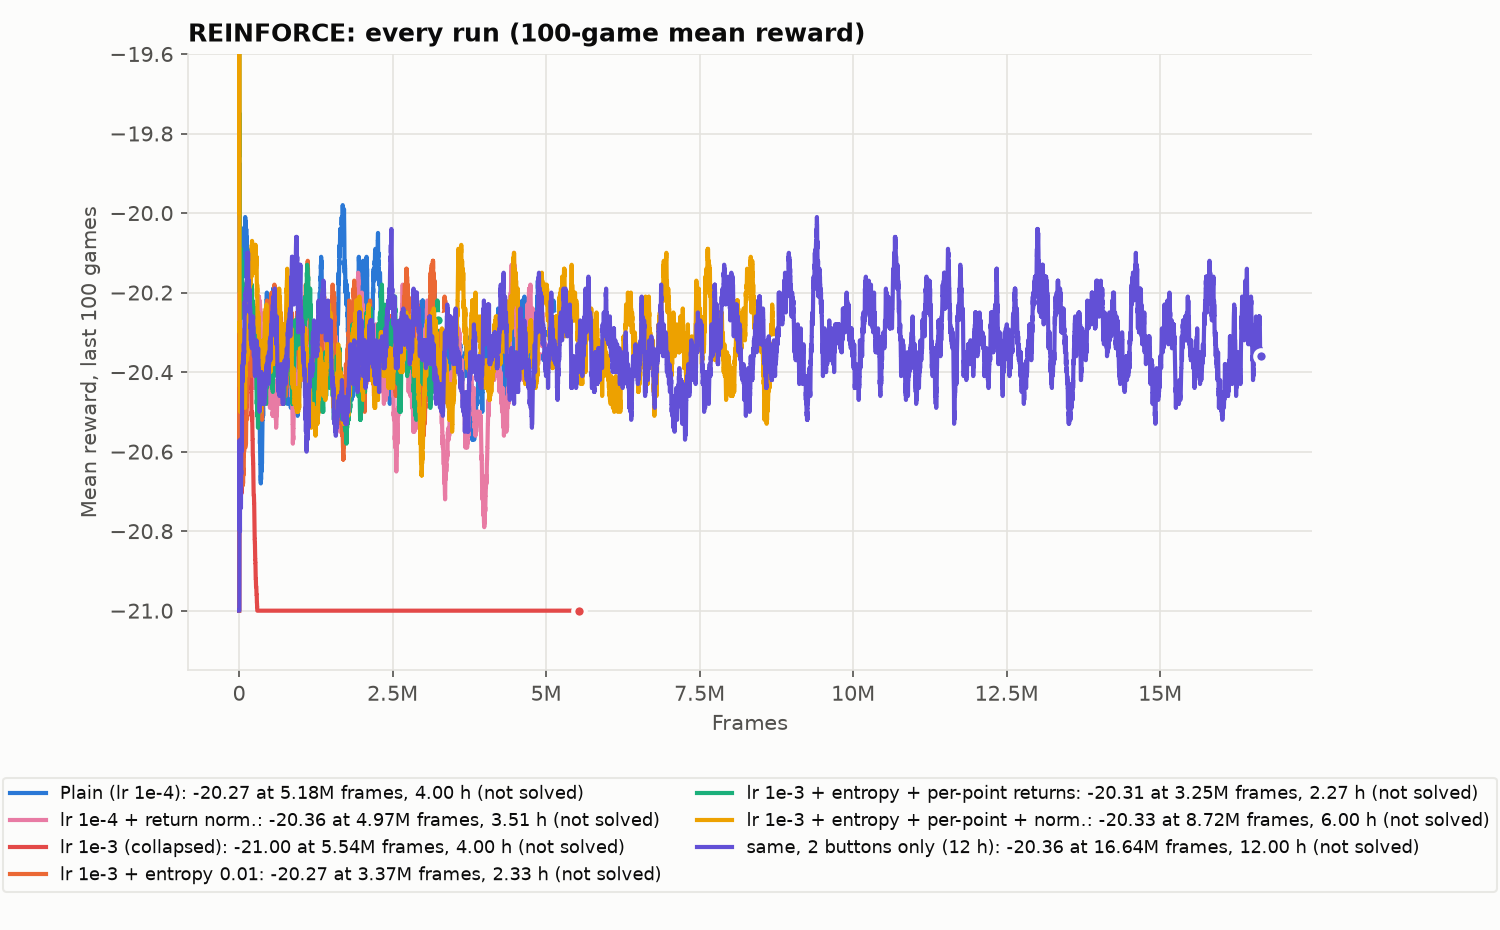 REINFORCE: every run (100-game mean reward)
−19.6
−19.8
−20.0
−20.2
−20.4
−20.6
−20.8
−21.0
Mean reward, last 100 games
0
2.5M
5M
7.5M
10M
12.5M
15M
Frames
Plain (lr 1e-4): -20.27 at 5.18M frames, 4.00 h (not solved)
lr 1e-4 + return norm.: -20.36 at 4.97M frames, 3.51 h (not solved)
lr 1e-3 (collapsed): -21.00 at 5.54M frames, 4.00 h (not solved)
lr 1e-3 + entropy 0.01: -20.27 at 3.37M frames, 2.33 h (not solved)
lr 1e-3 + entropy + per-point returns: -20.31 at 3.25M frames, 2.27 h (not solved)
lr 1e-3 + entropy + per-point + norm.: -20.33 at 8.72M frames, 6.00 h (not solved)
same, 2 buttons only (12 h): -20.36 at 16.64M frames, 12.00 h (not solved)